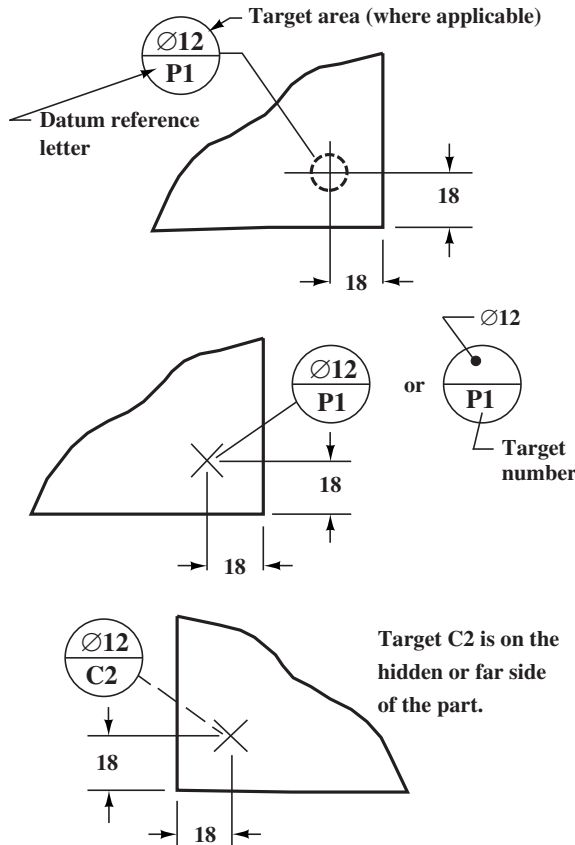 Target area (where applicable)
∅12
P1
Datum reference
letter
18
18
∅12
P1
or
∅12
P1
Target
number
18
18
∅12
C2
Target C2 is on the
hidden or far side
of the part.
18
18